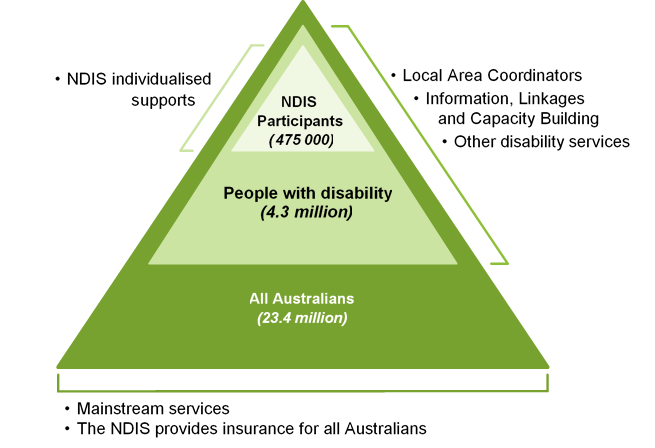 • NDIS individualised
supports
NDIS
Participants
(475 000)
• Local Area Coordinators
• Information, Linkages
and Capacity Building
• Other disability services
People with disability
(4.3 million)
All Australians
(23.4 million)
• Mainstream services
• The NDIS provides insurance for all Australians